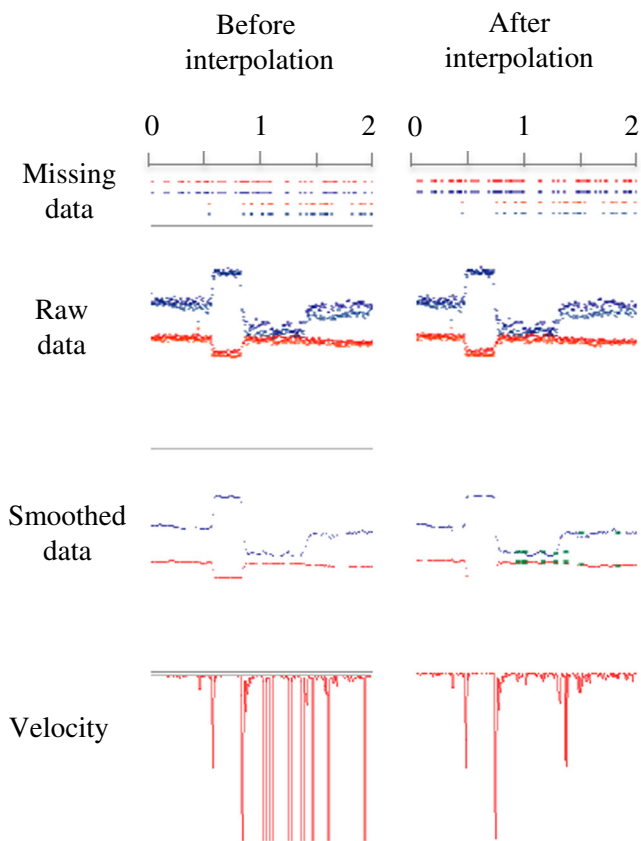 Before
interpolation
After
interpolation
0 1 2
0 1 2
Missing
data
Raw
data
Smoothed
data
Velocity